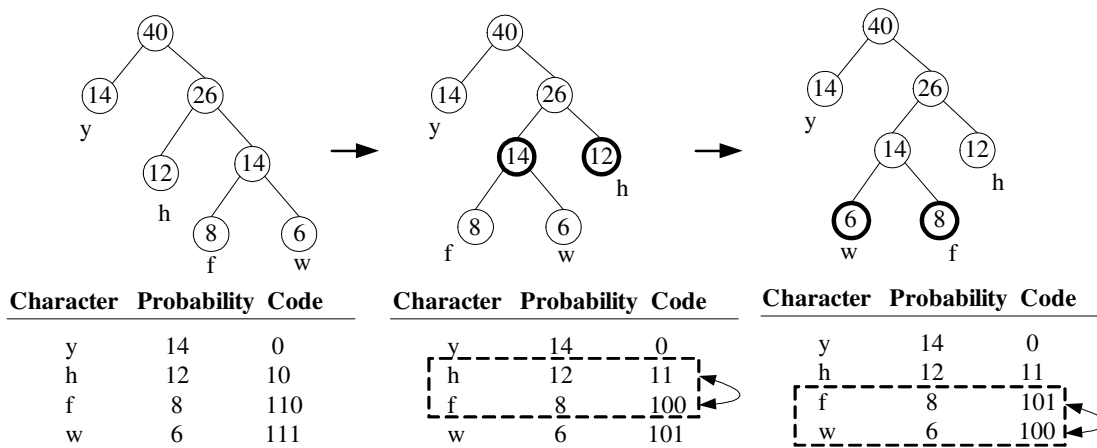 40
14
26
y
12
14
h
8
6
f
w
40
14
26
y
14
12
h
8
6
f
w
40
14
26
y
14
12
h
6
8
w
f
Character Probability Code
y 14 0
h 12 10
f 8 110
w 6 111
Character Probability Code
y 14 0
h 12 11
f 8 100
w 6 101
Character Probability Code
y 14 0
h 12 11
f 8 101
w 6 100